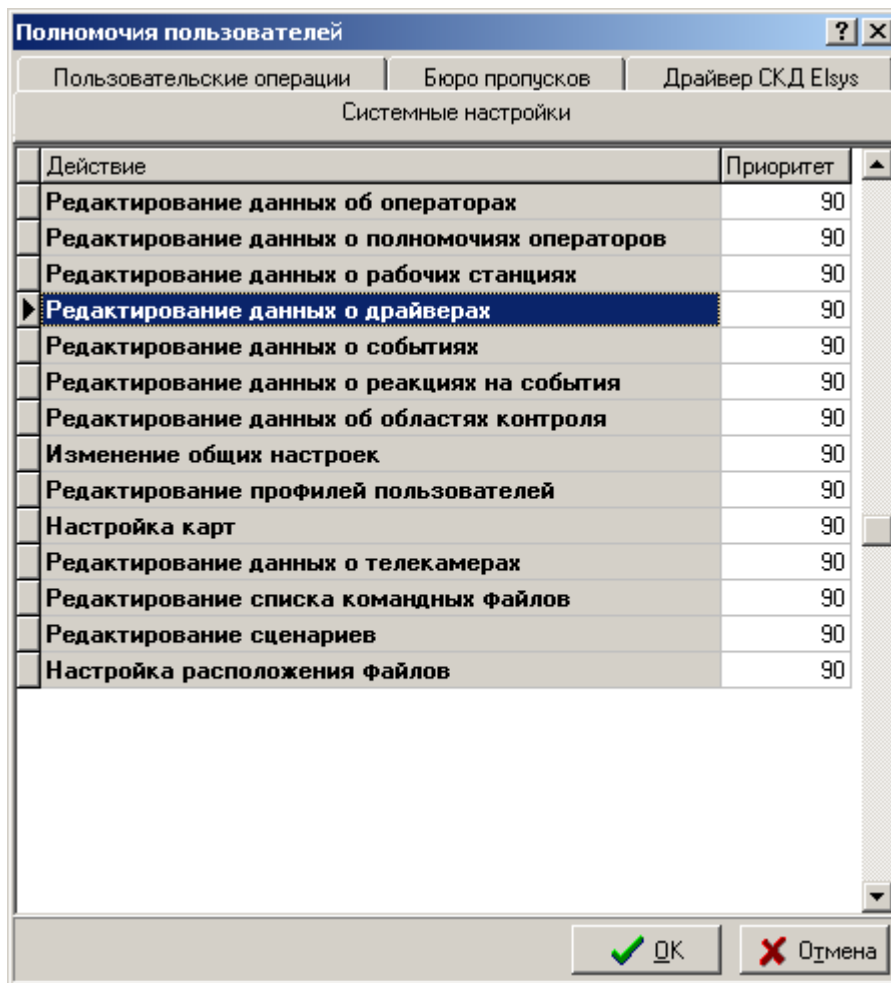 Полномочия пользователей
Пользовательские операции
Бюро пропусков
Драйвер СКД Elsys
Системные настройки
Действие Приоритет
Редактирование данных об операторах 90
Редактирование данных о полномочиях операторов 90
Редактирование данных о рабочих станциях 90
Редактирование данных о драйверах 90
Редактирование данных о событиях 90
Редактирование данных о реакциях на события 90
Редактирование данных об областях контроля 90
Изменение общих настроек 90
Редактирование профилей пользователей 90
Настройка карт 90
Редактирование данных о телекамерах 90
Редактирование списка командных файлов 90
Редактирование сценариев 90
Настройка расположения файлов 90
OK
Отмена